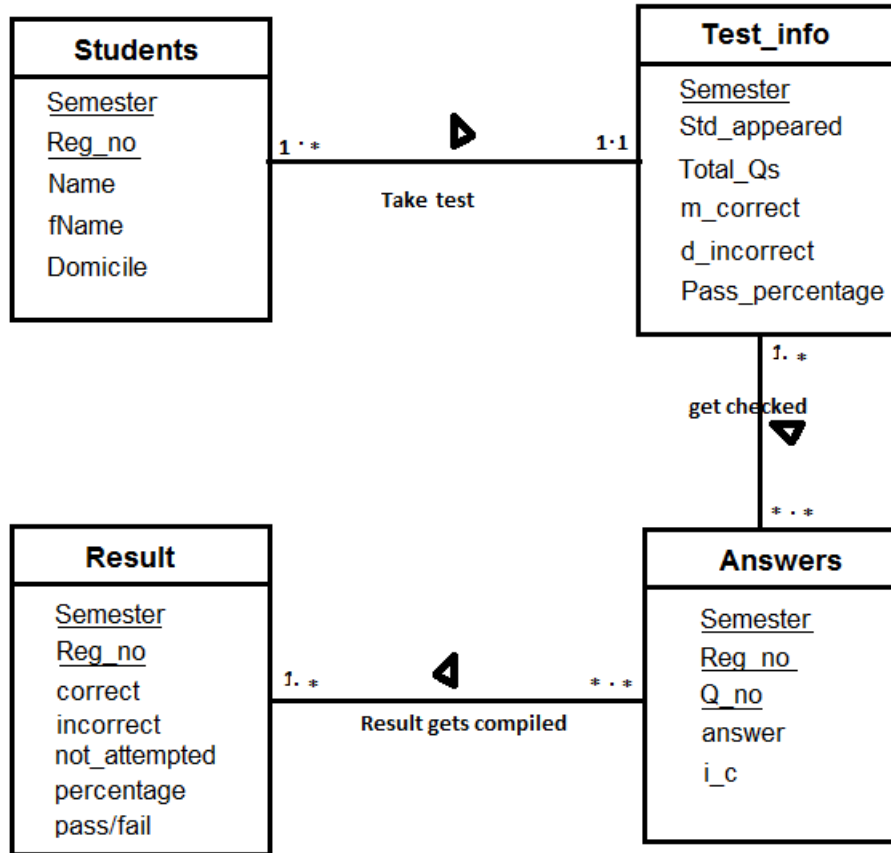 Students
Semester
Reg_no
Name
fName
Domicile
1 · *
Take test
1·1
Test_info
Semester
Std_appeared
Total_Qs
m_correct
d_incorrect
Pass_percentage
1. *
get checked
* . *
Result
Semester
Reg_no
correct
incorrect
not_attempted
percentage
pass/fail
1. *
Result gets compiled
* . *
Answers
Semester
Reg_no
Q_no
answer
i_c